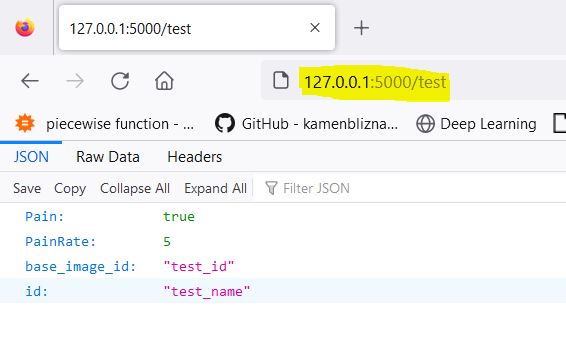 127.0.0.1:5000/test
127.0.0.1:5000/test
piecewise function - ... GitHub - kamenblizna... Deep Learning
JSON Raw Data Headers
Save Copy Collapse All Expand All Filter JSON
Pain: true
PainRate: 5
base_image_id: "test_id"
id: "test_name"